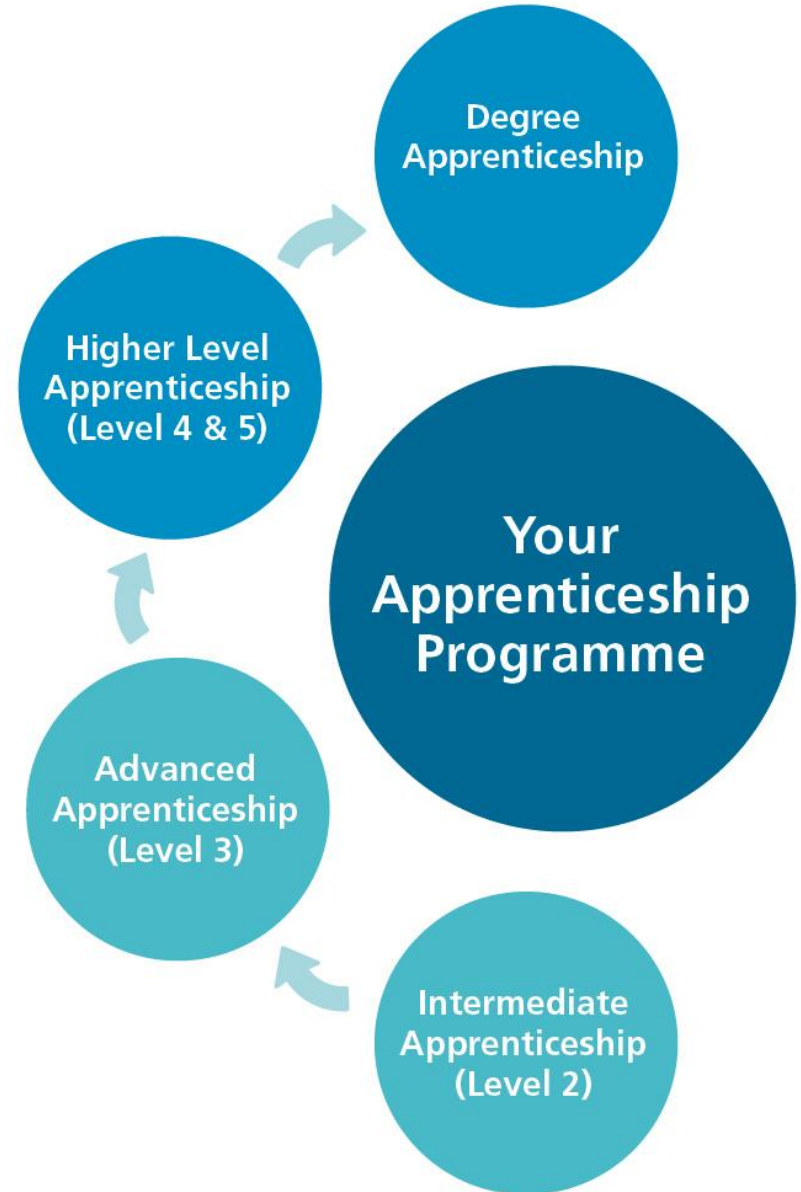 Degree
Apprenticeship
Higher Level
Apprenticeship
(Level 4 & 5)
Your
Apprenticeship
Programme
Advanced
Apprenticeship
(Level 3)
Intermediate
Apprenticeship
(Level 2)